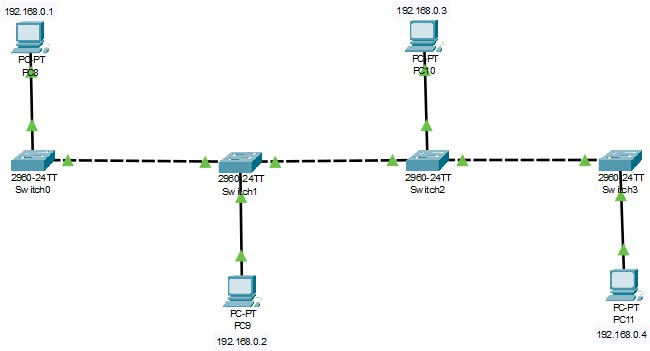 192.168.0.1
PC-PT
PC8
192.168.0.3
PC-PT
PC10
2960-24TT
Switch0
2960-24TT
Switch1
2960-24TT
Switch2
2960-24TT
Switch3
PC-PT
PC9
192.168.0.2
PC-PT
PC11
192.168.0.4